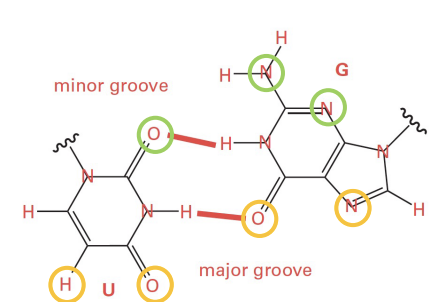 H
H N G
minor groove
N
O H N
N
N N H
H O
H
major groove
H O U